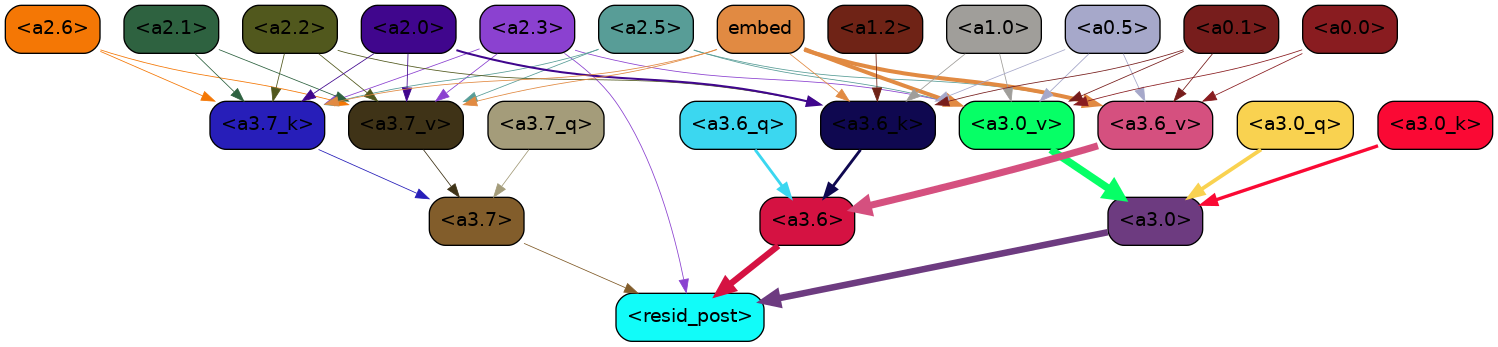 <a2.6> <a2.1> <a2.2> <a2.0> <a2.3> <a2.5> embed <a1.2> <a1.0> <a0.5> <a0.1> <a0.0>
<a3.7_k> <a3.7_v> <a3.7_q> <a3.6_q> <a3.6_k> <a3.0_v> <a3.6_v> <a3.0_q> <a3.0_k>
<a3.7> <a3.6> <a3.0>
<resid_post>